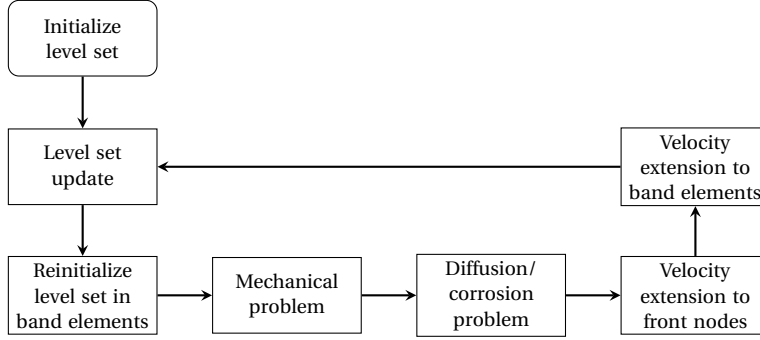 Initialize
level set
Level set
update
Velocity
extension to
band elements
Reinitialize
level set in
band elements
Mechanical
problem
Diffusion/
corrosion
problem
Velocity
extension to
front nodes